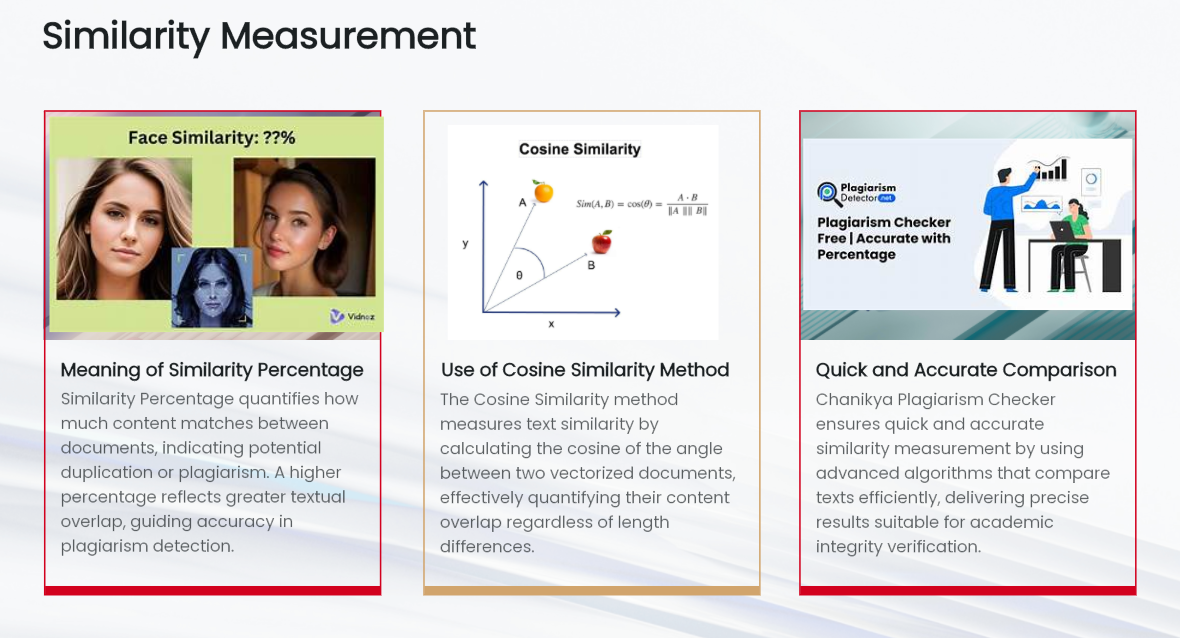 Similarity Measurement
Face Similarity: ??%
Vidnoz
Meaning of Similarity Percentage
Similarity Percentage quantifies how
much content matches between
documents, indicating potential
duplication or plagiarism. A higher
percentage reflects greater textual
overlap, guiding accuracy in
plagiarism detection.
Cosine Similarity
A
Sim(A, B) = cos(θ) = A · B / ‖A‖‖B‖
y
B
θ
x
Use of Cosine Similarity Method
The Cosine Similarity method
measures text similarity by
calculating the cosine of the angle
between two vectorized documents,
effectively quantifying their content
overlap regardless of length
differences.
Plagiarism
Detector.net
Plagiarism Checker
Free | Accurate with
Percentage
Quick and Accurate Comparison
Chanikya Plagiarism Checker
ensures quick and accurate
similarity measurement by using
advanced algorithms that compare
texts efficiently, delivering precise
results suitable for academic
integrity verification.